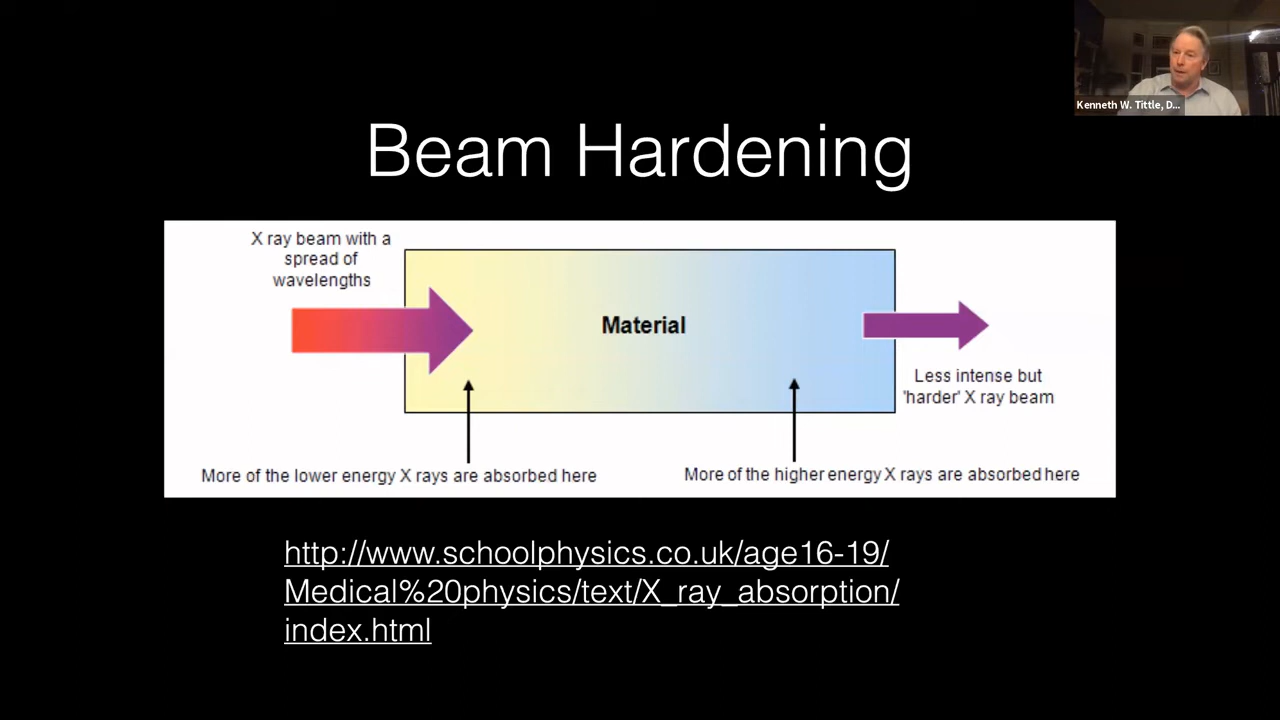 Kenneth W. Tittle, D...
Beam Hardening
X ray beam with a
spread of
wavelengths
Material
Less intense but
'harder' X ray beam
More of the lower energy X rays are absorbed here
More of the higher energy X rays are absorbed here
http://www.schoolphysics.co.uk/age16-19/
Medical%20physics/text/X_ray_absorption/
index.html